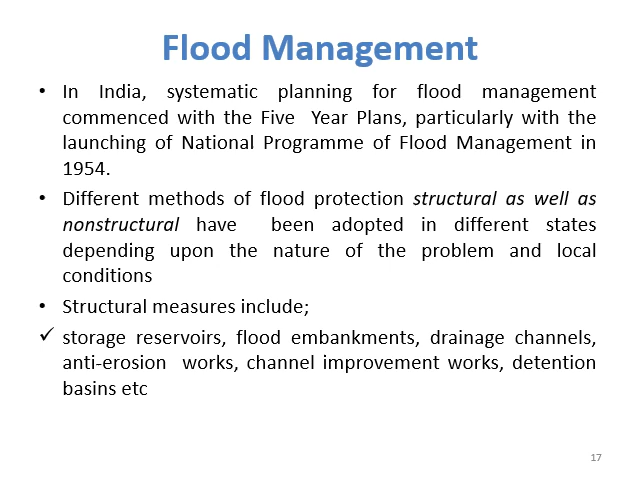 Flood Management
• In India, systematic planning for flood management
commenced with the Five  Year Plans, particularly with the
launching of National Programme of Flood Management in
1954.
• Different methods of flood protection structural as well as
nonstructural have  been adopted in different states
depending upon the nature of the problem and local
conditions
• Structural measures include;
✓ storage reservoirs, flood embankments, drainage channels,
anti-erosion  works, channel improvement works, detention
basins etc
17